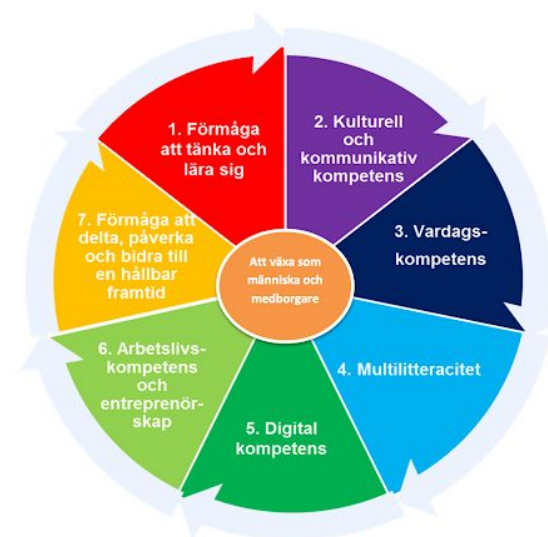 1. Förmåga
att tänka och
lära sig
2. Kulturell
och
kommunikativ
kompetens
3. Vardags-
kompetens
4. Multilitteracitet
5. Digital
kompetens
6. Arbetslivs-
kompetens
och
entreprenör-
skap
7. Förmåga att
delta, påverka
och bidra till
en hållbar
framtid
Att växa som
människa och
medborgare